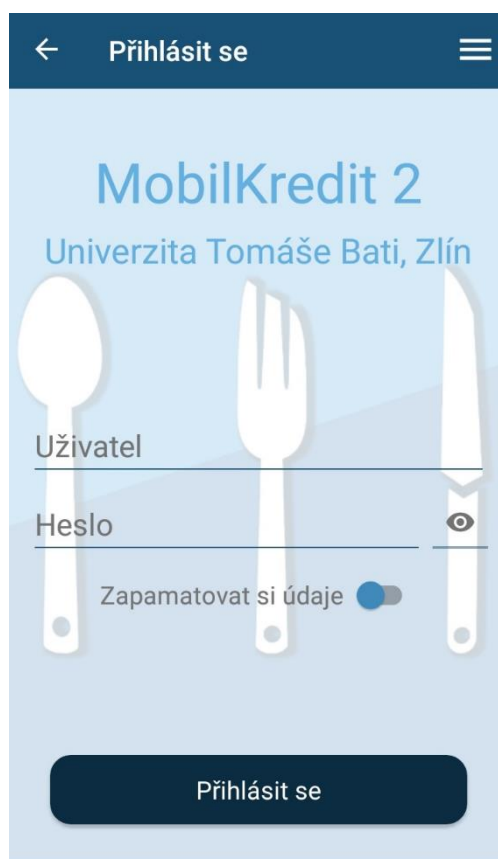 Přihlásit se
MobilKredit 2
Univerzita Tomáše Bati, Zlín
Uživatel
Heslo
Zapamatovat si údaje
Přihlásit se